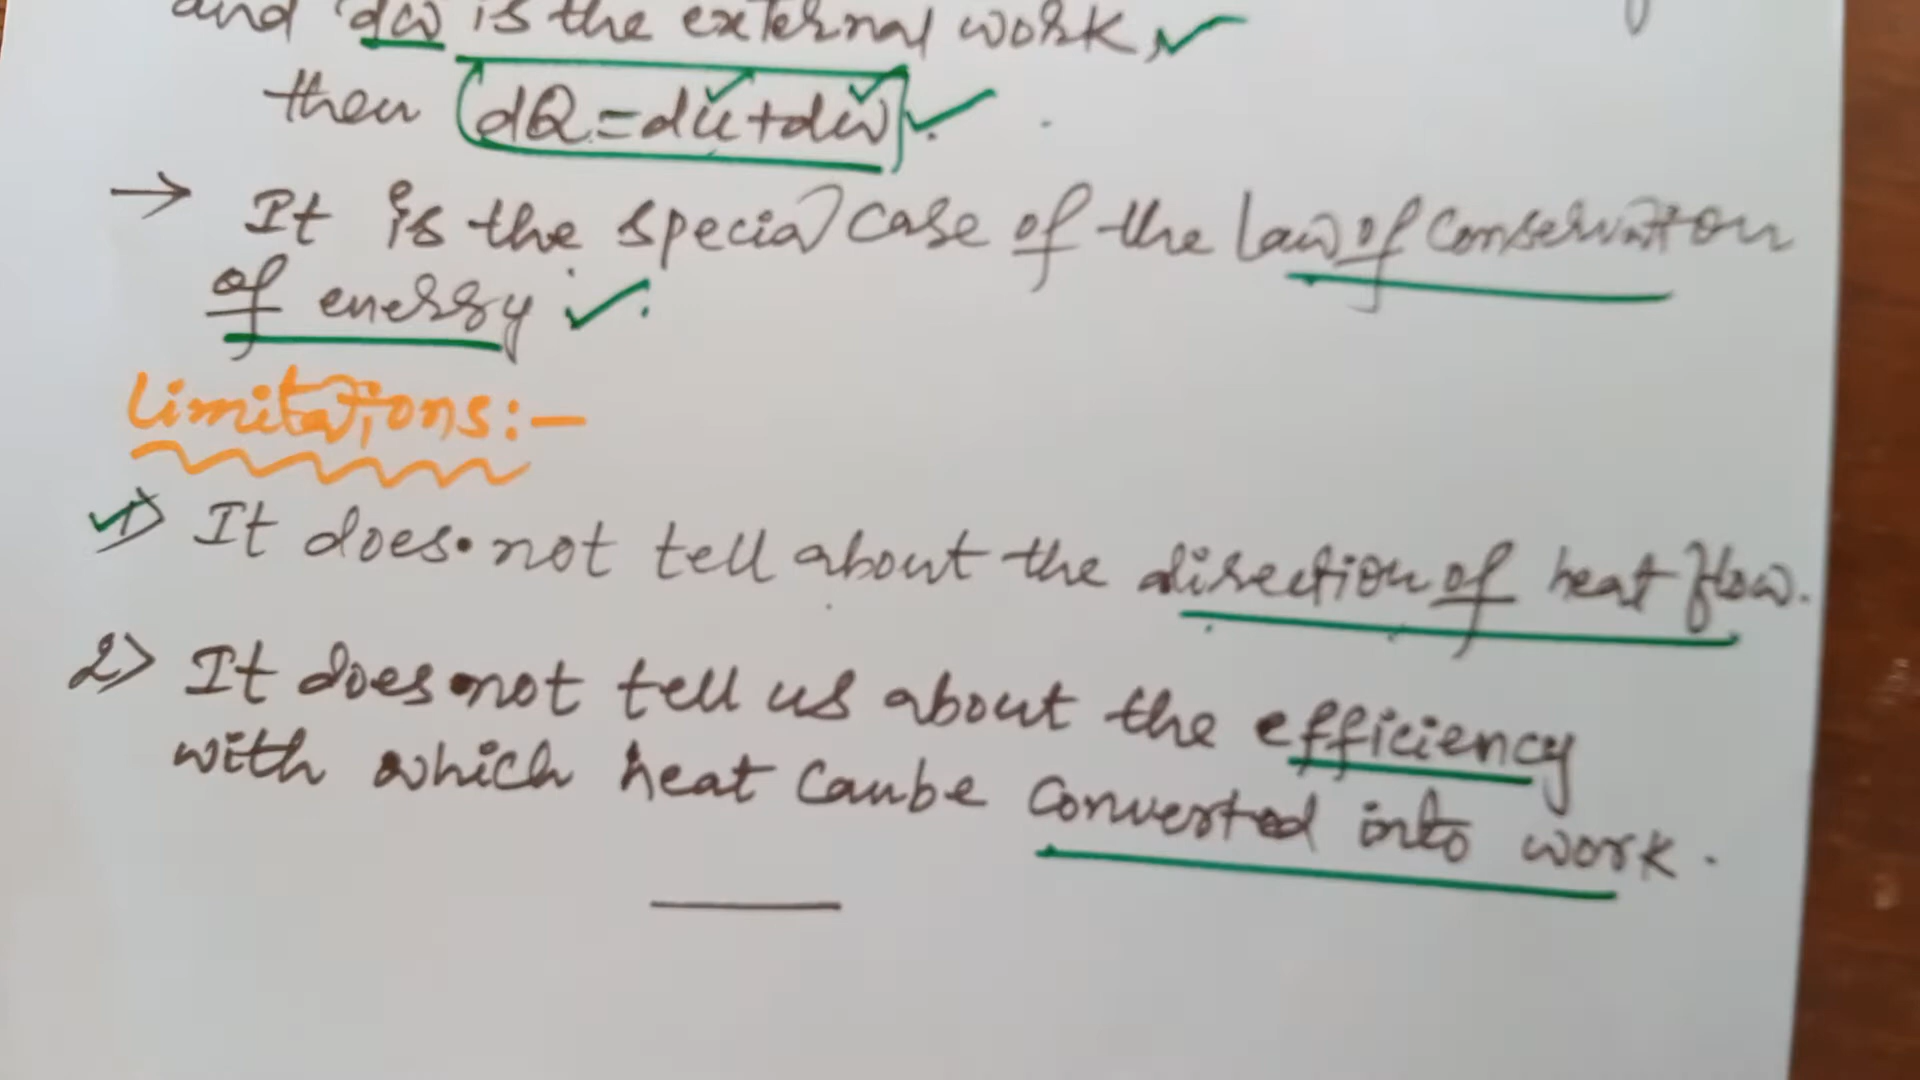 and dw is the external work,
then dQ=du+dw.
→ It is the special case of the law of conservation
of energy.
Limitations:-
1> It does not tell about the direction of heat flow.
2> It does not tell us about the efficiency
with which heat can be converted into work.